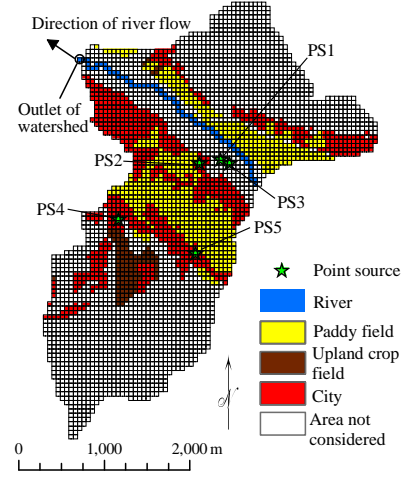 Direction of river flow
PS1
Outlet of
watershed
PS2
PS3
PS4
PS5
Point source
River
Paddy field
Upland crop
field
City
Area not
considered
N
0 1,000 2,000 m